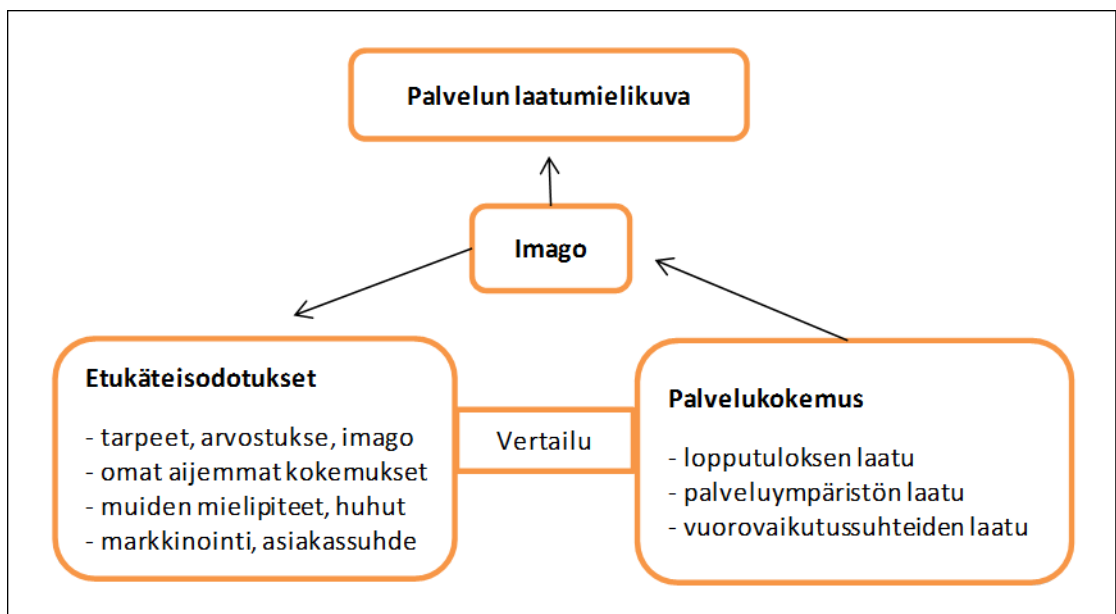 Palvelun laatumielikuva
Imago
Etukäteisodotukset
- tarpeet, arvostukse, imago
- omat aijemmat kokemukset
- muiden mielipiteet, huhut
- markkinointi, asiakassuhde
Vertailu
Palvelukokemus
- lopputuloksen laatu
- palveluympäristön laatu
- vuorovaikutussuhteiden laatu